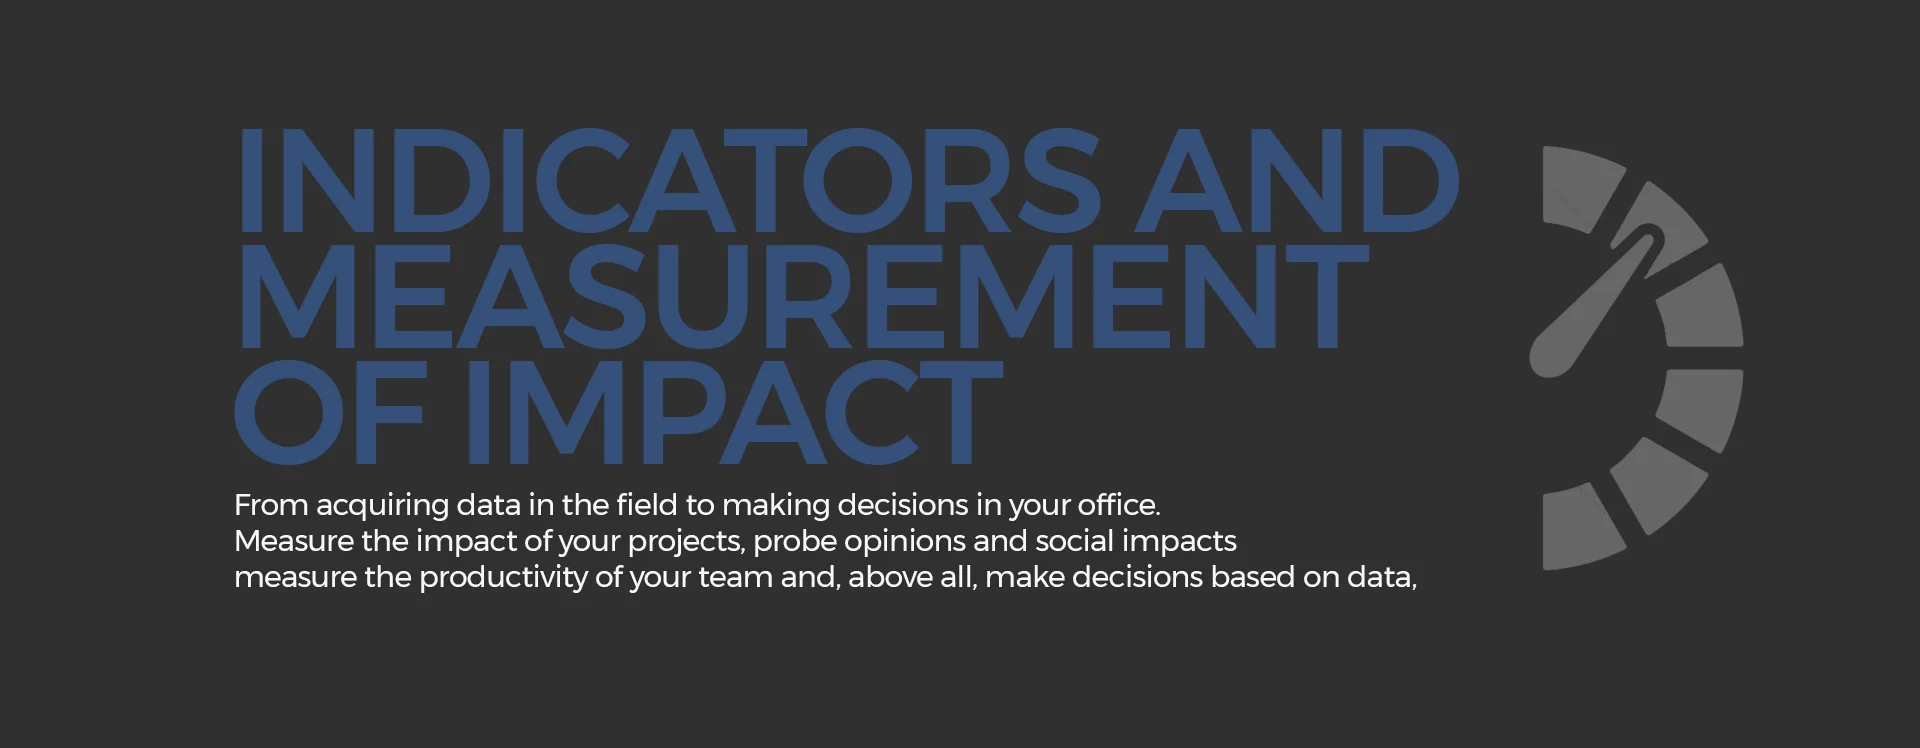 INDICATORS AND
MEASUREMENT
OF IMPACT
From acquiring data in the field to making decisions in your office.
Measure the impact of your projects, probe opinions and social impacts
measure the productivity of your team and, above all, make decisions based on data,